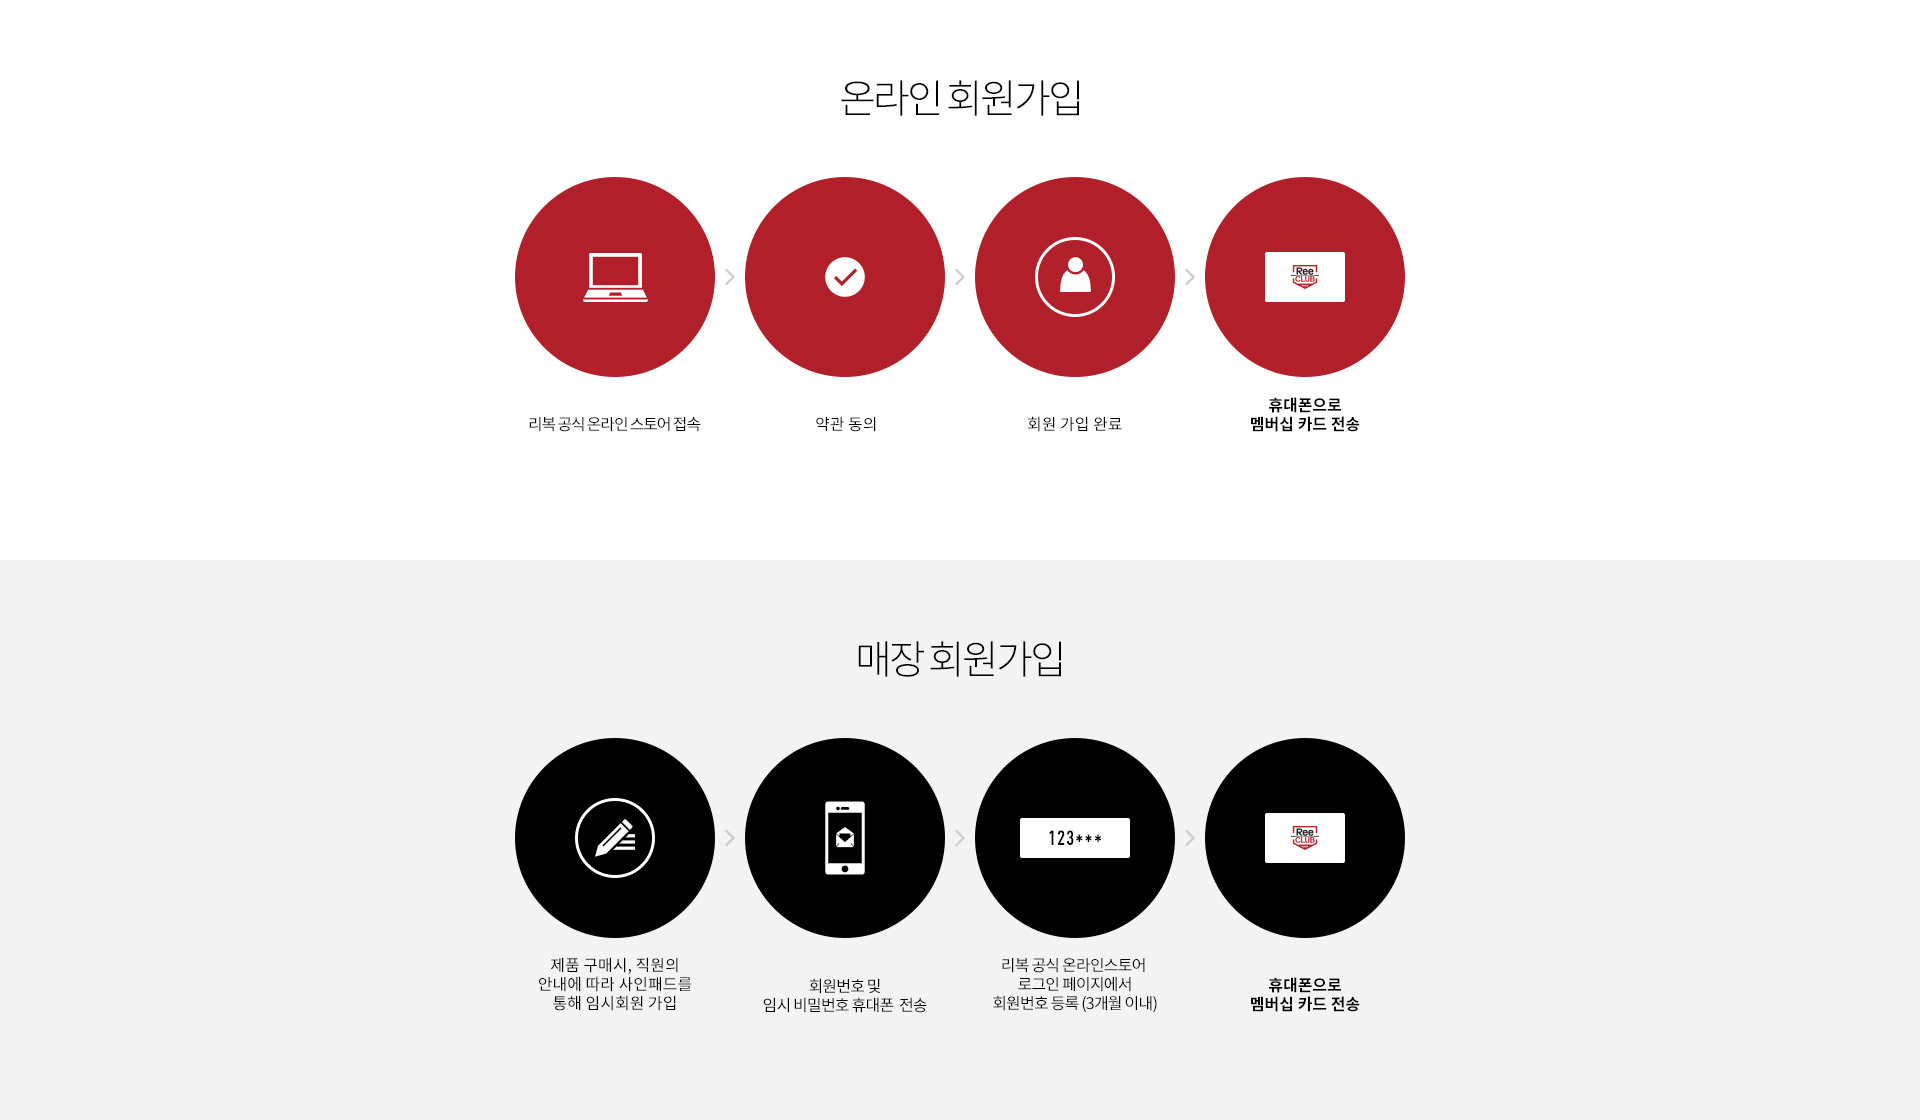 온라인 회원가입
Ree
CLUB
리복 공식 온라인 스토어 접속
약관 동의
회원 가입 완료
휴대폰으로
멤버십 카드 전송
매장 회원가입
123***
Ree
CLUB
제품 구매시, 직원의
안내에 따라 사인패드를
통해 임시회원 가입
회원번호 및
임시 비밀번호 휴대폰 전송
리복 공식 온라인스토어
로그인 페이지에서
회원번호 등록 (3개월 이내)
휴대폰으로
멤버십 카드 전송